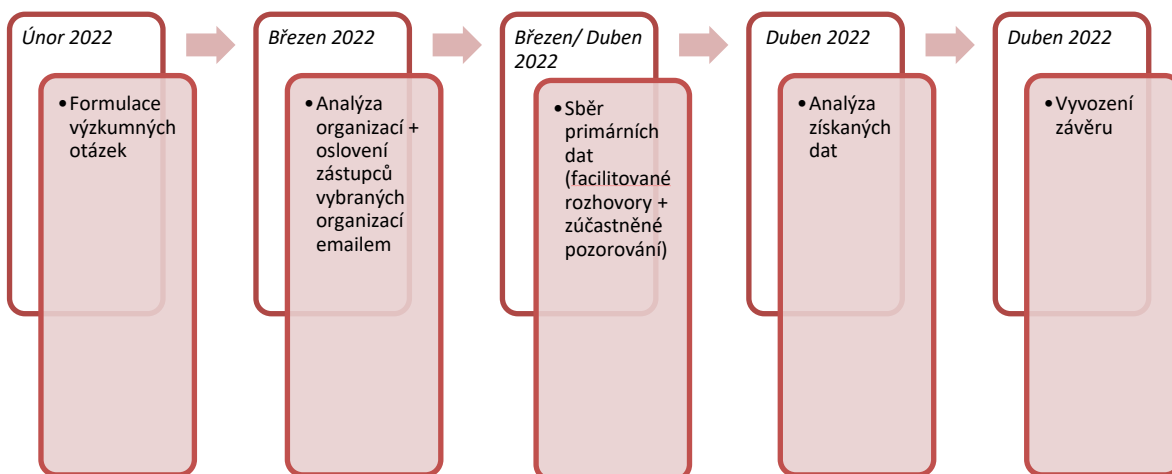 Únor 2022
• Formulace
výzkumných
otázek
Březen 2022
• Analýza
organizací +
oslovení
zástupců
vybraných
organizací
emailem
Březen/ Duben
2022
• Sběr
primárních
dat
(facilitované
rozhovory +
zúčastněné
pozorování)
Duben 2022
• Analýza
získaných
dat
Duben 2022
• Vyvození
závěru